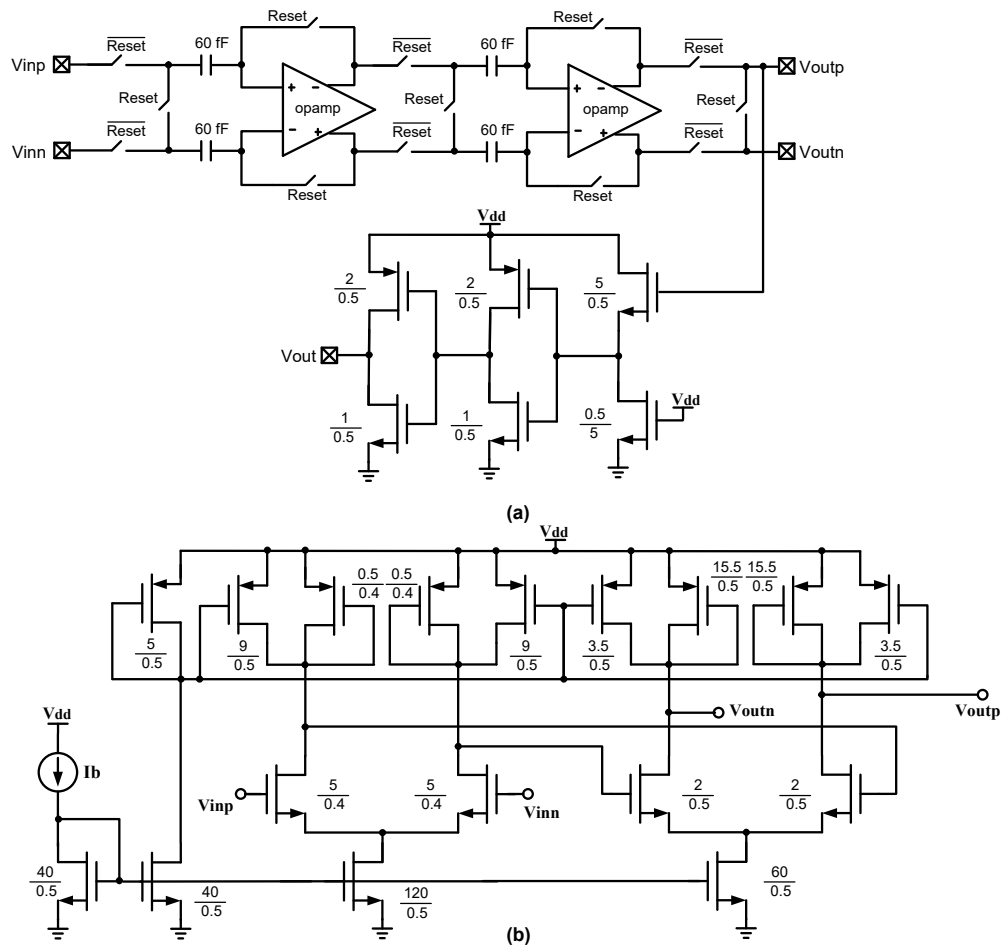 Reset
Reset
Reset 60 fF Reset 60 fF Reset
Vinp Voutp
+ − + −
Reset opamp Reset opamp Reset
− + − +
Reset 60 fF Reset 60 fF Reset
Vinn Voutn
Reset
Reset
Vdd
2 2 5
0.5 0.5 0.5
Vout
Vdd
1 1 0.5
0.5 0.5 5
(a)
Vdd
0.5 0.5 15.5 15.5
0.4 0.4 0.5 0.5
5 9 9 3.5 3.5
0.5 0.5 0.5 0.5 0.5
Vdd Voutn Voutp
Ib
Vinp 5 5 Vinn 2 2
0.4 0.4 0.5 0.5
40 40 120 60
0.5 0.5 0.5 0.5
(b)